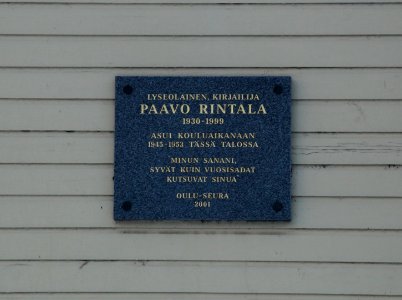 LYSEOLAINEN, KIRJAILIJA
PAAVO RINTALA
1930-1999
ASUI KOULUAIKANAAN
1945-1953 TÄSSÄ TALOSSA
MINUN SANANI,
SYVÄT KUIN VUOSISADAT
KUTSUVAT SINUA
OULU-SEURA
2001